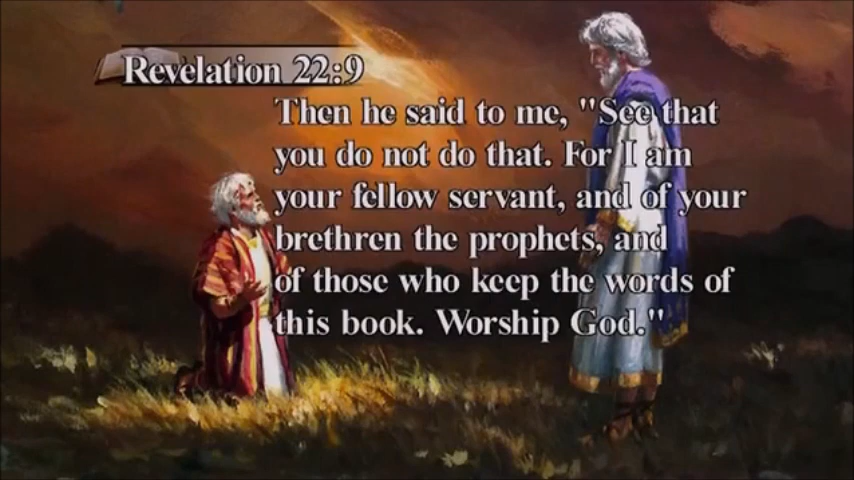 Revelation 22:9
Then he said to me, "See that
you do not do that. For I am
your fellow servant, and of your
brethren the prophets, and
of those who keep the words of
this book. Worship God."